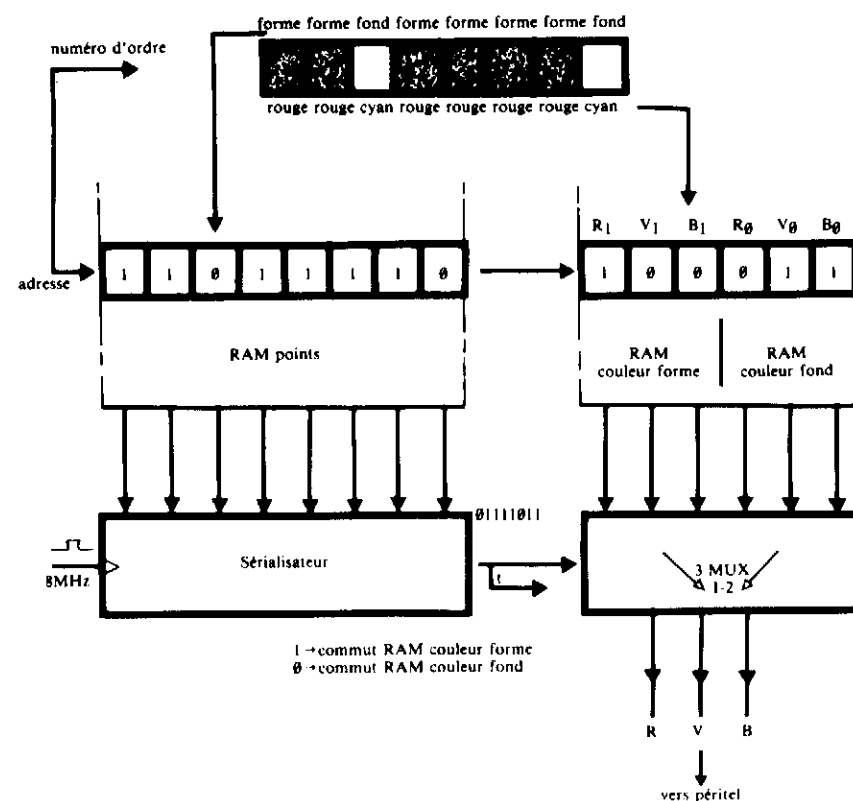 forme forme fond forme forme forme forme fond
numéro d'ordre
rouge rouge cyan rouge rouge rouge rouge cyan
R1 V1 B1 RØ VØ BØ
adresse
1 1 Ø 1 1 1 1 Ø
1 Ø Ø Ø 1 1
RAM points
RAM couleur forme
RAM couleur fond
Ø1111Ø11
8MHz
Sérialisateur
t
3 MUX
1-2
1→commut RAM couleur forme
Ø→commut RAM couleur fond
R V B
vers péritel